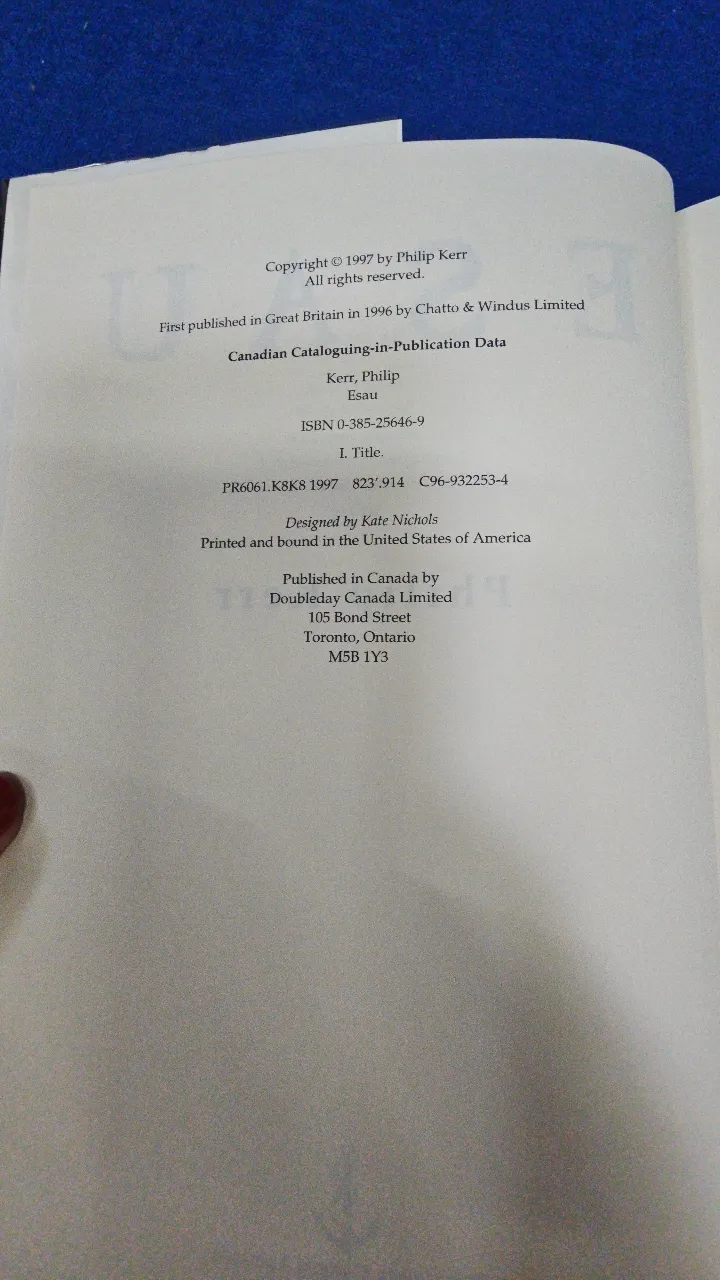 Copyright © 1997 by Philip Kerr
All rights reserved.
First published in Great Britain in 1996 by Chatto & Windus Limited
Canadian Cataloguing-in-Publication Data
Kerr, Philip
Esau
ISBN 0-385-25646-9
I. Title.
PR6061.K8K8 1997 823'.914 C96-932253-4
Designed by Kate Nichols
Printed and bound in the United States of America
Published in Canada by
Doubleday Canada Limited
105 Bond Street
Toronto, Ontario
M5B 1Y3